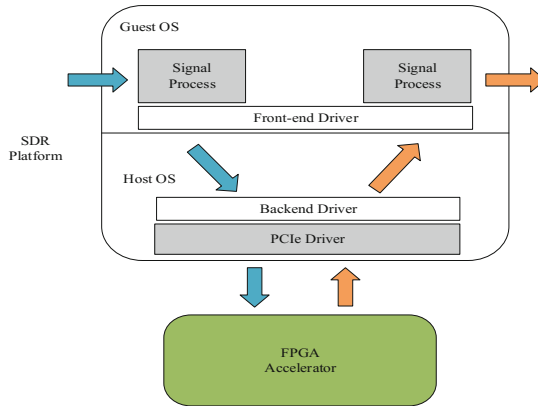 Guest OS
Signal
Process
Signal
Process
Front-end Driver
SDR
Platform
Host OS
Backend Driver
PCIe Driver
FPGA
Accelerator